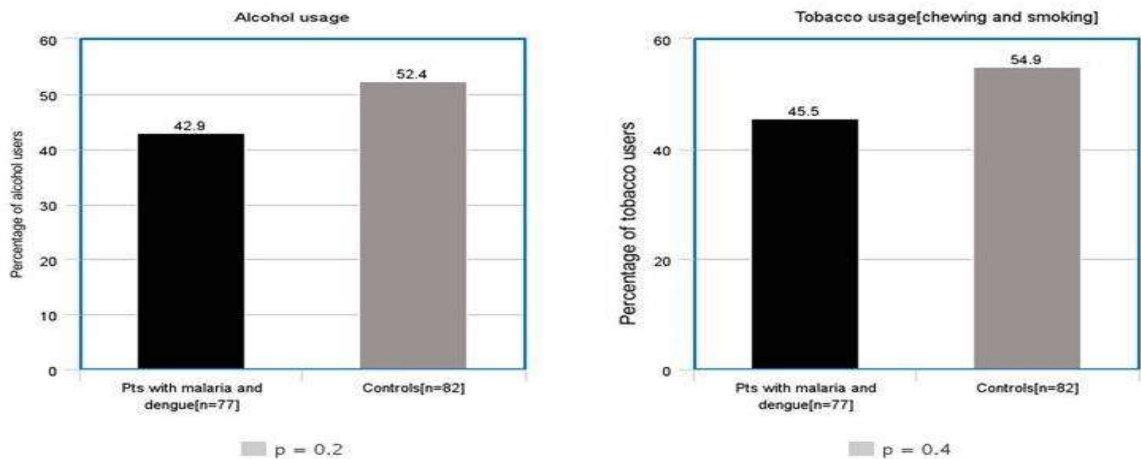 Alcohol usage
Percentage of alcohol users
60
50
40
30
20
10
0
42.9
52.4
Pts with malaria and
dengue[n=77]
Controls[n=82]
p = 0.2
Tobacco usage[chewing and smoking]
Percentage of tobacco users
60
40
20
0
45.5
54.9
Pts with malaria and
dengue[n=77]
Controls[n=82]
p = 0.4